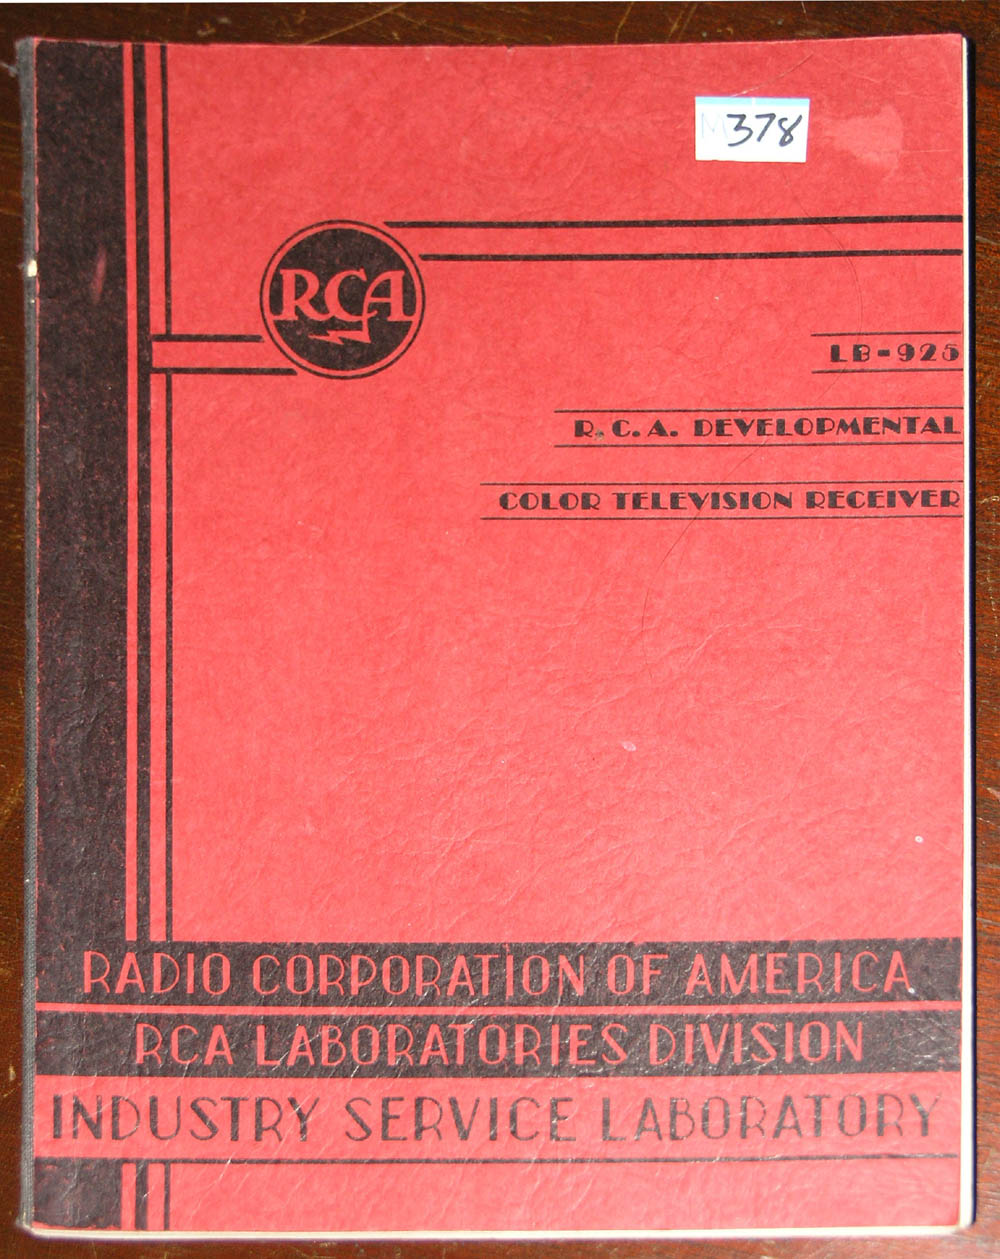 M378
RCA
LB-925
R.C.A. DEVELOPMENTAL
COLOR TELEVISION RECEIVER
RADIO CORPORATION OF AMERICA
RCA LABORATORIES DIVISION
INDUSTRY SERVICE LABORATORY